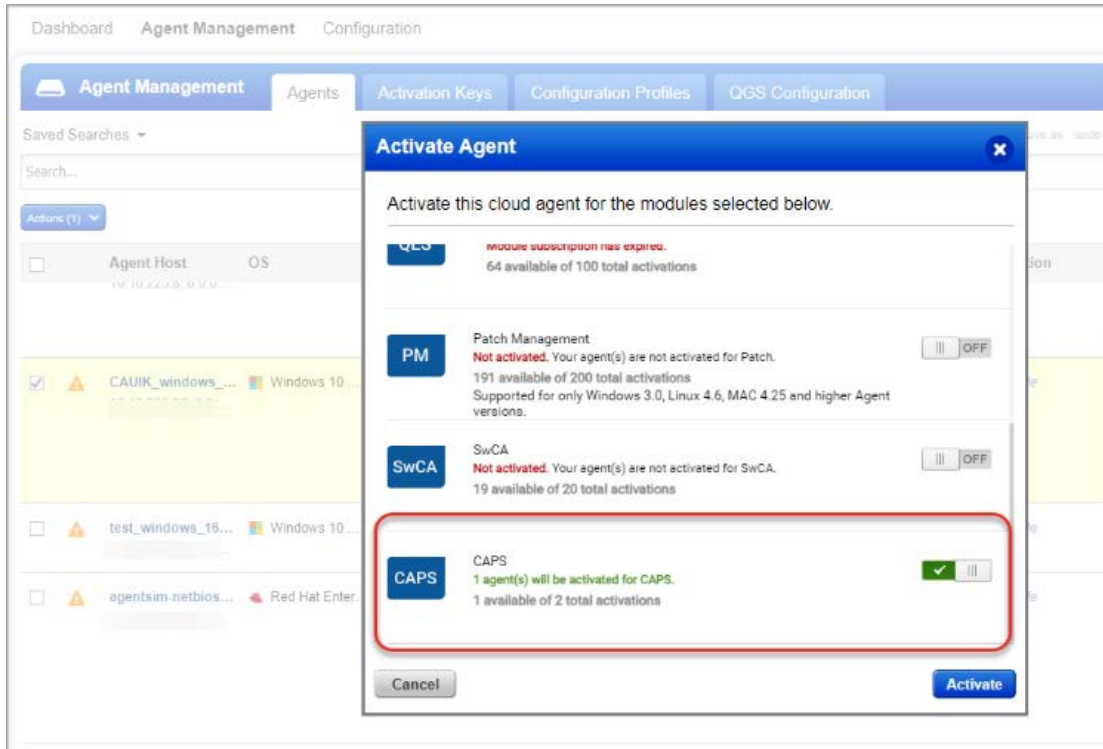 Dashboard Agent Management Configuration
Agent Management Agents Activation Keys Configuration Profiles QGS Configuration
Saved Searches
as undo
Search...
Actions (1)
Agent Host OS
Activate Agent
Activate this cloud agent for the modules selected below.
Module subscription has expired.
64 available of 100 total activations
PM
Patch Management
Not activated. Your agent(s) are not activated for Patch.
191 available of 200 total activations
Supported for only Windows 3.0, Linux 4.6, MAC 4.25 and higher Agent
versions.
OFF
SwCA
SwCA
Not activated. Your agent(s) are not activated for SwCA.
19 available of 20 total activations
OFF
CAPS
CAPS
1 agent(s) will be activated for CAPS.
1 available of 2 total activations
CAUIK_windows_... Windows 10 ...
test_windows_16... Windows 10 ...
agentsim-netbios... Red Hat Enter...
Cancel Activate